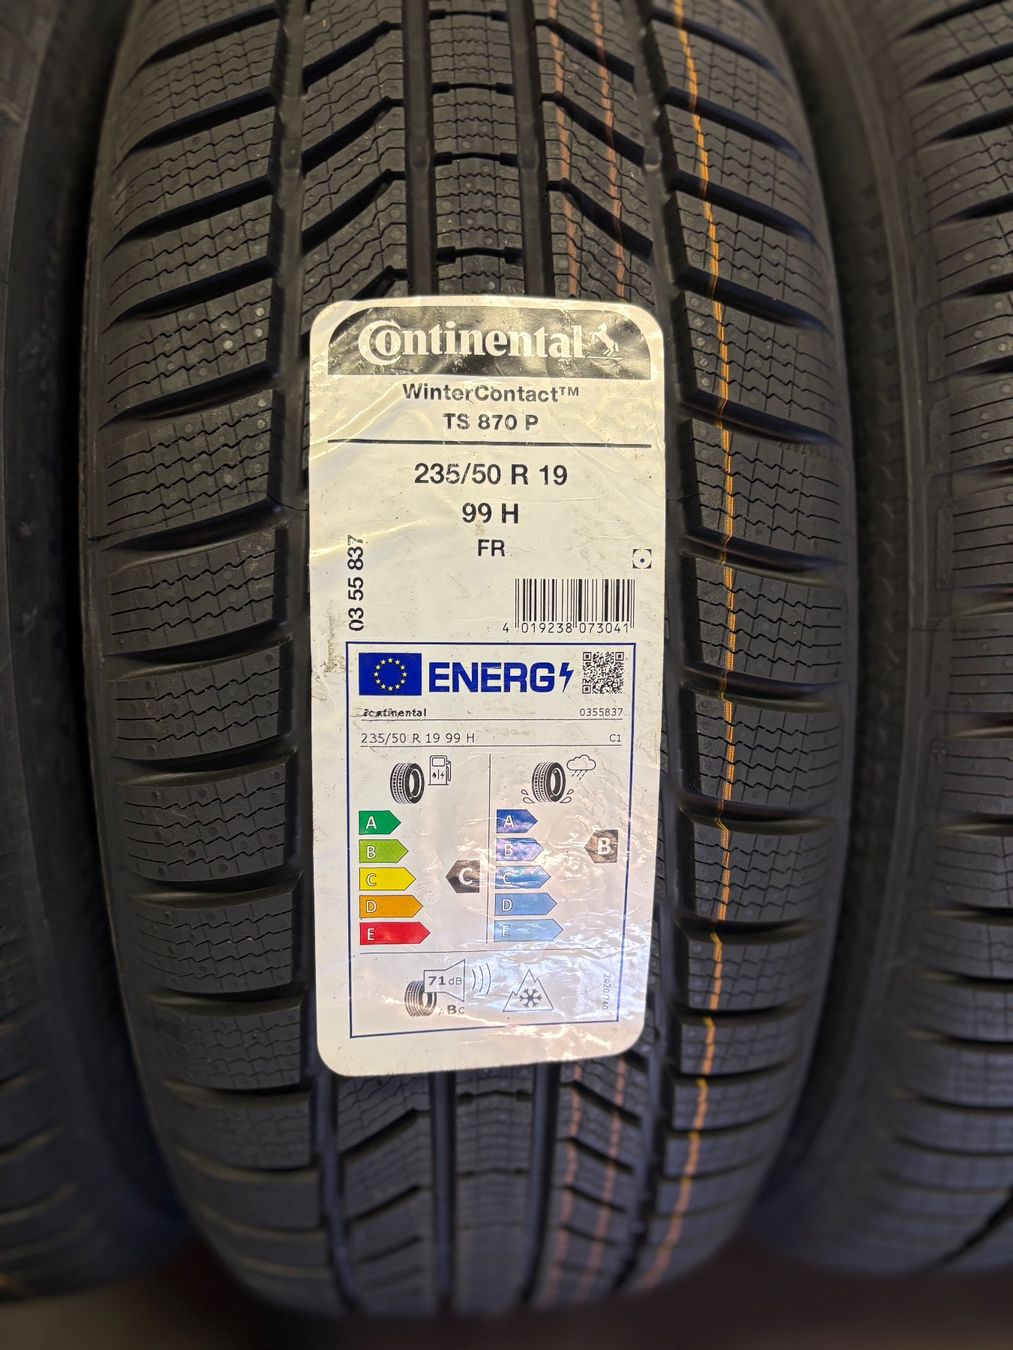 Continental
WinterContact™
TS 870 P
235/50 R 19
99 H
FR
03 55 837
4 019238 073041
ENERG
Continental 0355837
235/50 R 19 99 H C1
A A
B B B
C C C
D D
E E
71 dB
ABC
2020/740